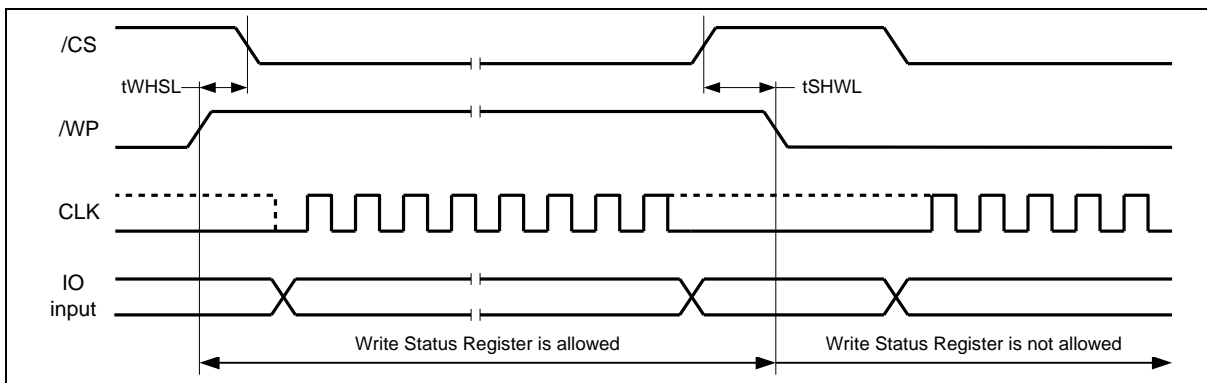 /CS
tWHSL
tSHWL
/WP
CLK
IO
input
Write Status Register is allowed
Write Status Register is not allowed